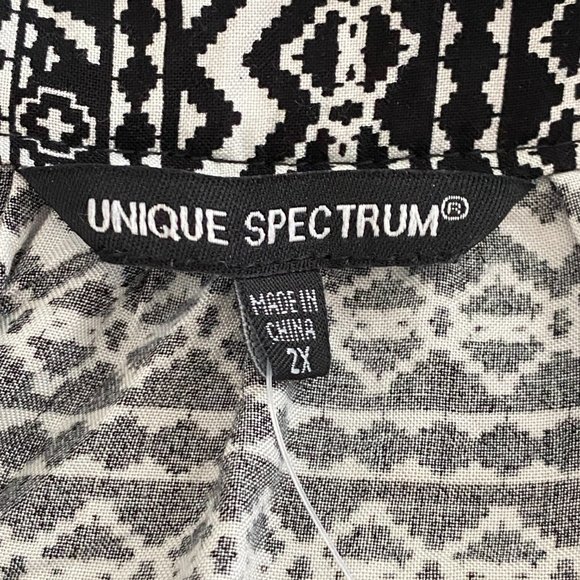 UNIQUE SPECTRUM®
MADE IN
CHINA
2X